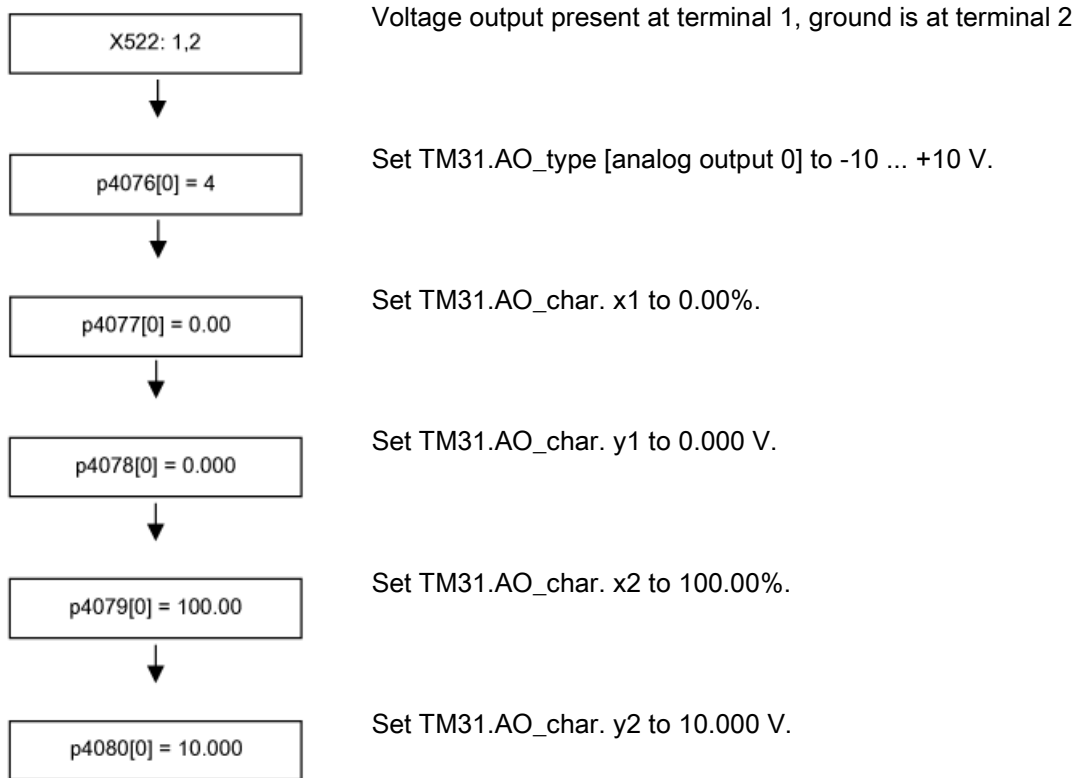 X522: 1,2
Voltage output present at terminal 1, ground is at terminal 2
p4076[0] = 4
Set TM31.AO_type [analog output 0] to -10 ... +10 V.
p4077[0] = 0.00
Set TM31.AO_char. x1 to 0.00%.
p4078[0] = 0.000
Set TM31.AO_char. y1 to 0.000 V.
p4079[0] = 100.00
Set TM31.AO_char. x2 to 100.00%.
p4080[0] = 10.000
Set TM31.AO_char. y2 to 10.000 V.